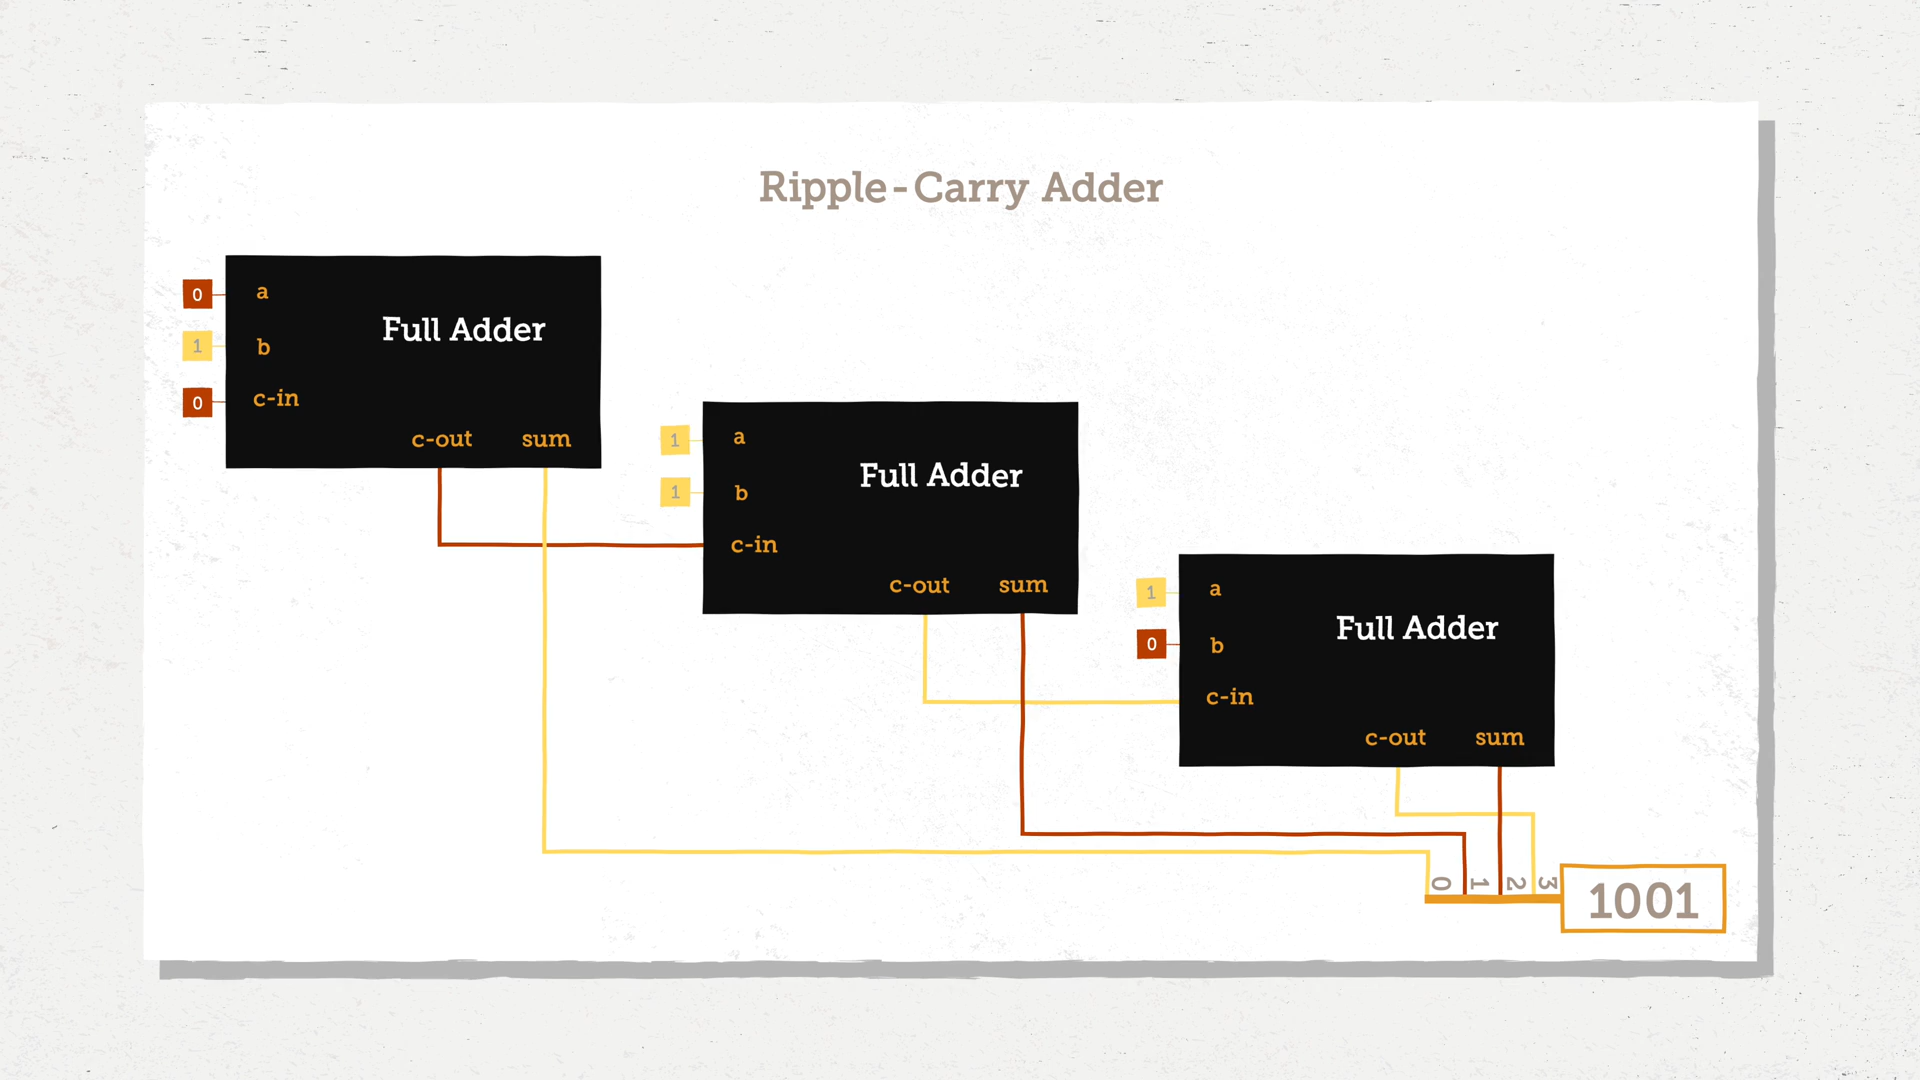 Ripple-Carry Adder
0 a
1 b
0 c-in
Full Adder
c-out sum
1 a
1 b
c-in
Full Adder
c-out sum
1 a
0 b
c-in
Full Adder
c-out sum
0 1 2 3
1001